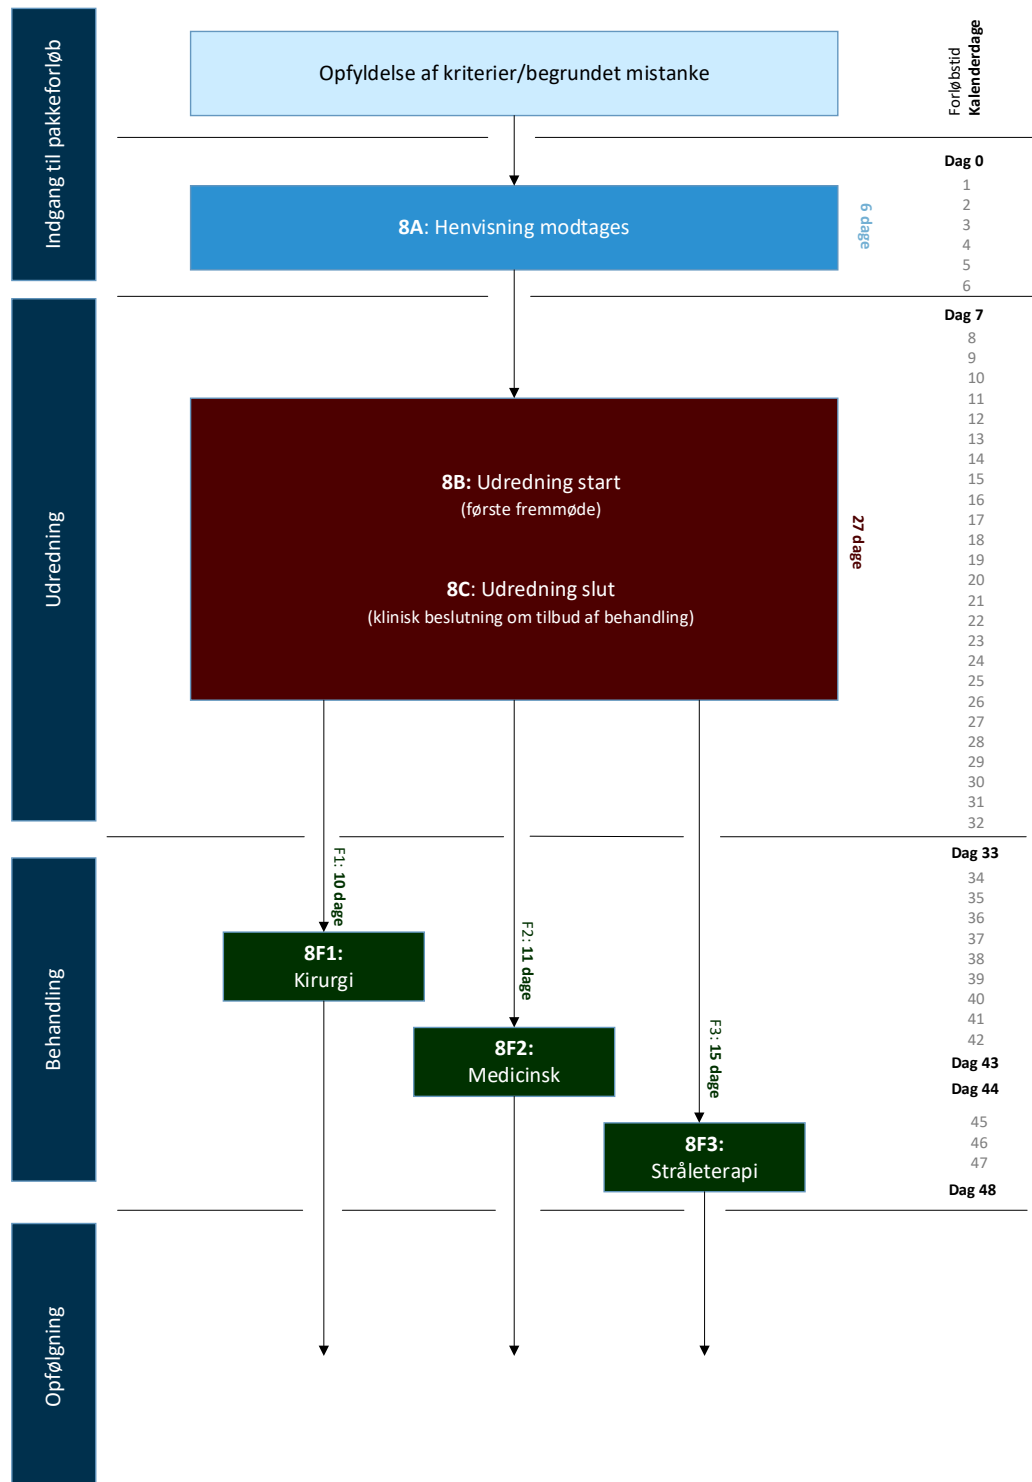 Indgang til pakkeforløb
Opfyldelse af kriterier/begrundet mistanke
Forløbstid
Kalenderdage
Dag 0
1
2
3
4
5
6
8A: Henvisning modtages
6 dage
Udredning
Dag 7
8
9
10
11
12
13
14
15
16
17
18
19
20
21
22
23
24
25
26
27
28
29
30
31
32
8B: Udredning start
(første fremmøde)
8C: Udredning slut
(klinisk beslutning om tilbud af behandling)
27 dage
Behandling
F1: 10 dage
8F1:
Kirurgi
F2: 11 dage
8F2:
Medicinsk
F3: 15 dage
8F3:
Stråleterapi
Dag 33
34
35
36
37
38
39
40
41
42
Dag 43
Dag 44
45
46
47
Dag 48
Opfølgning